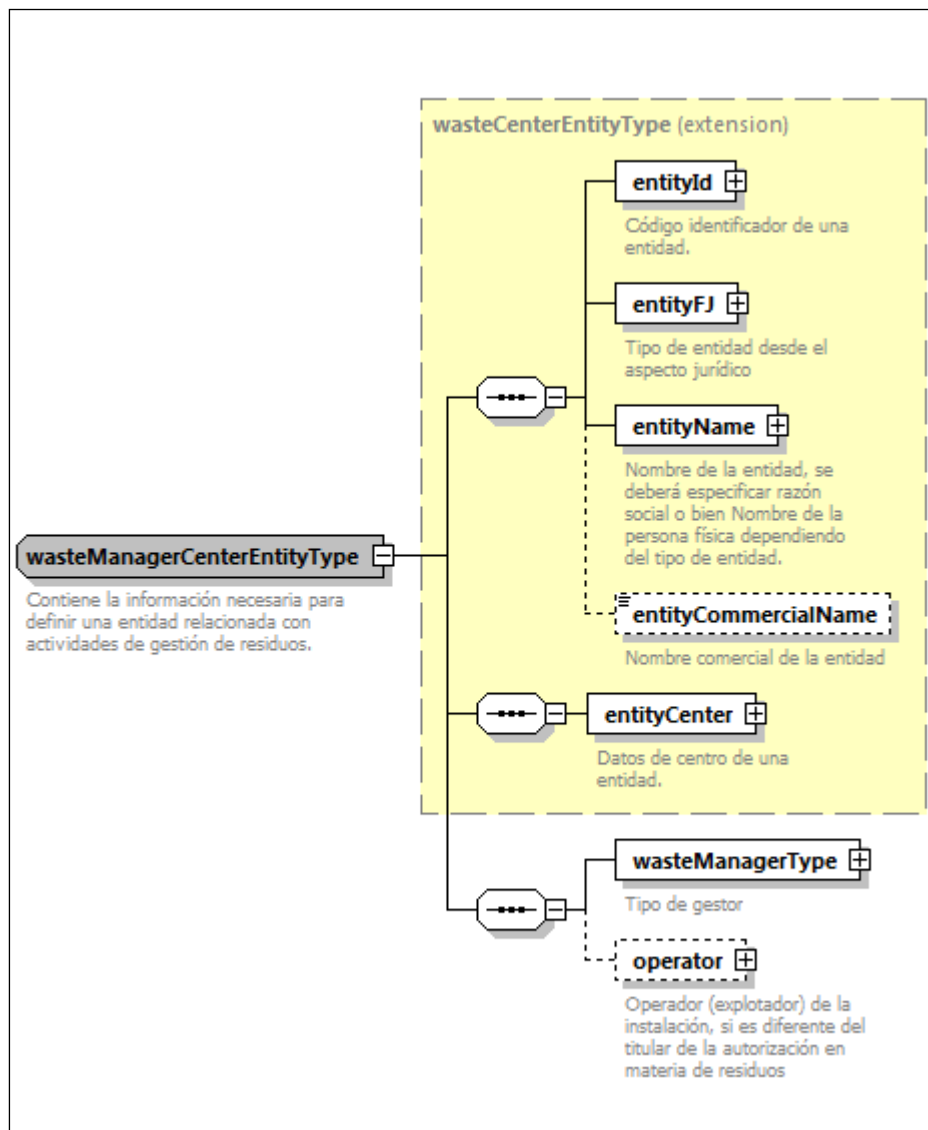 wasteCenterEntityType (extension)
entityId
Código identificador de una
entidad.
entityFJ
Tipo de entidad desde el
aspecto jurídico
entityName
Nombre de la entidad, se
deberá especificar razón
social o bien Nombre de la
persona física dependiendo
del tipo de entidad.
wasteManagerCenterEntityType
Contiene la información necesaria para
definir una entidad relacionada con
actividades de gestión de residuos.
entityCommercialName
Nombre comercial de la entidad
entityCenter
Datos de centro de una
entidad.
wasteManagerType
Tipo de gestor
operator
Operador (explotador) de la
instalación, si es diferente del
titular de la autorización en
materia de residuos